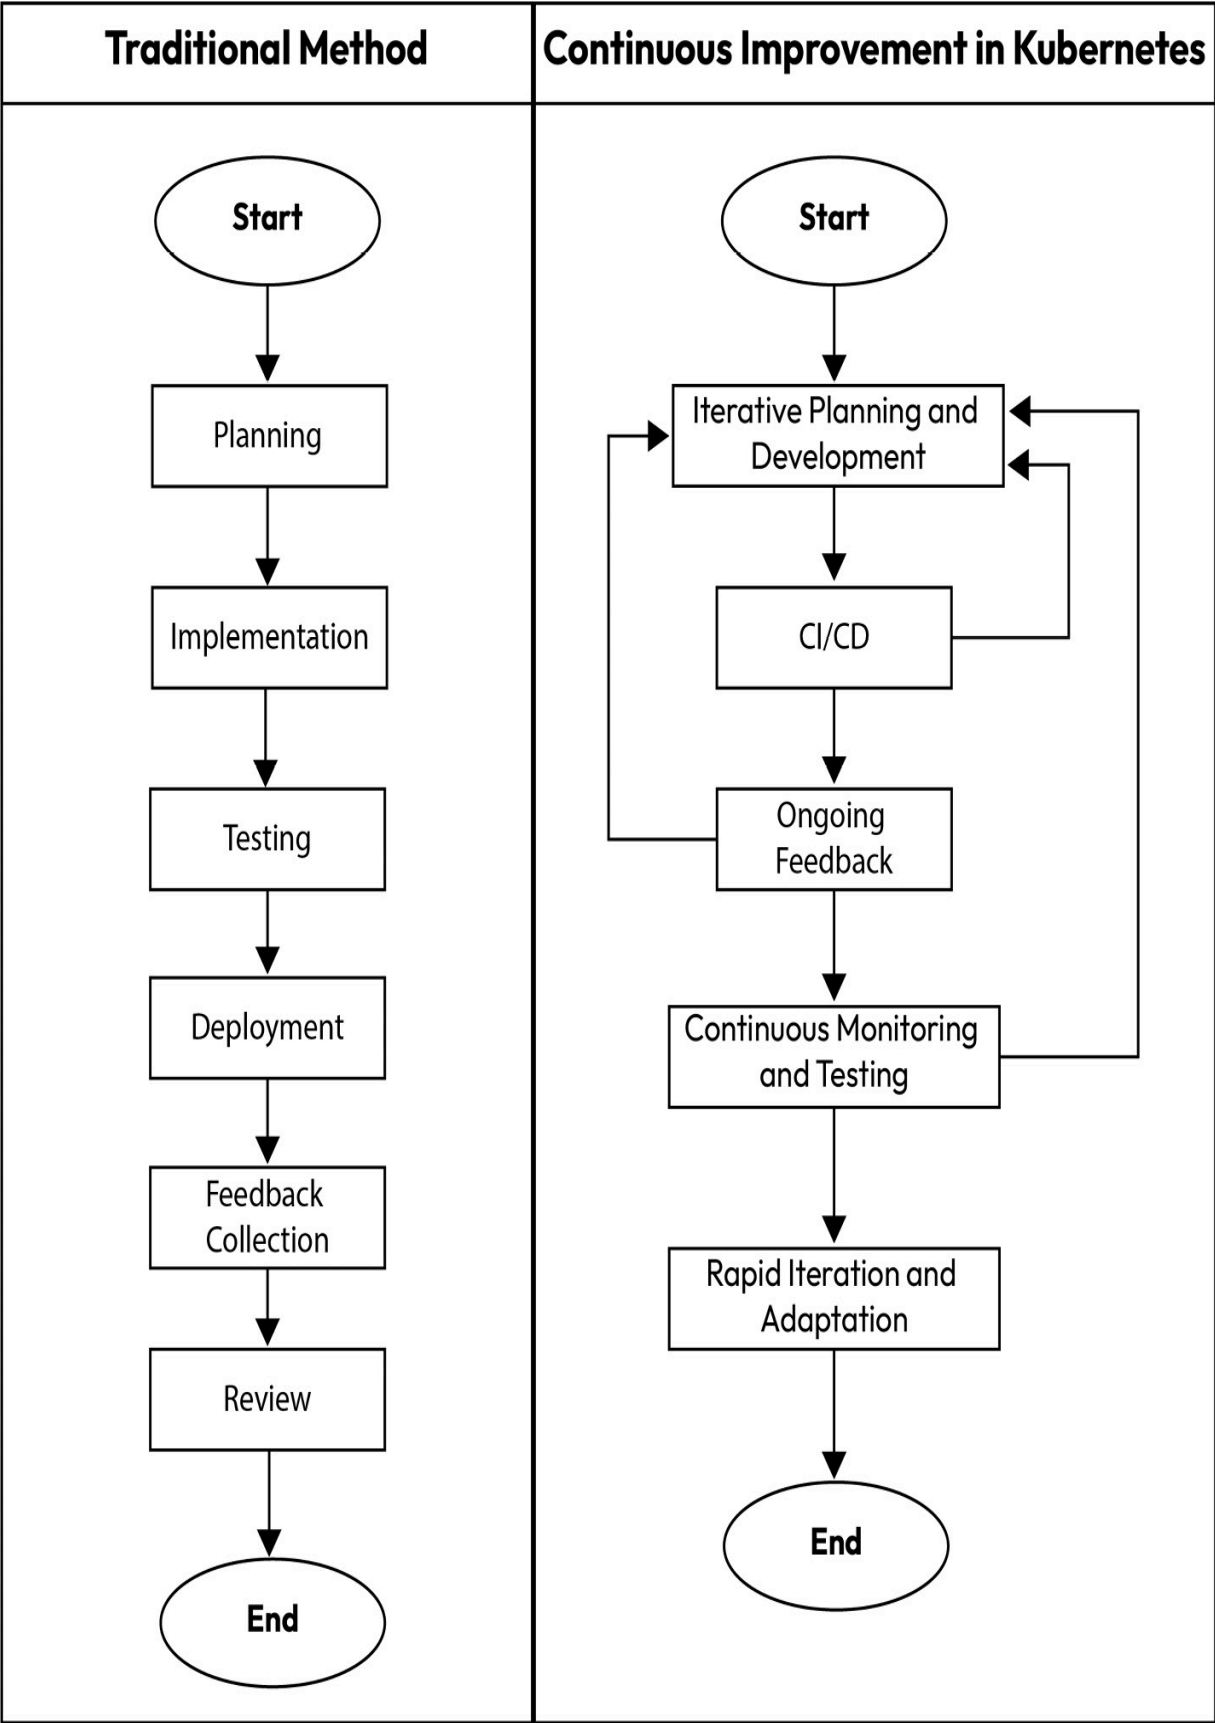 Traditional Method
Start
Planning
Implementation
Testing
Deployment
Feedback
Collection
Review
End
Continuous Improvement in Kubernetes
Start
Iterative Planning and
Development
CI/CD
Ongoing
Feedback
Continuous Monitoring
and Testing
Rapid Iteration and
Adaptation
End